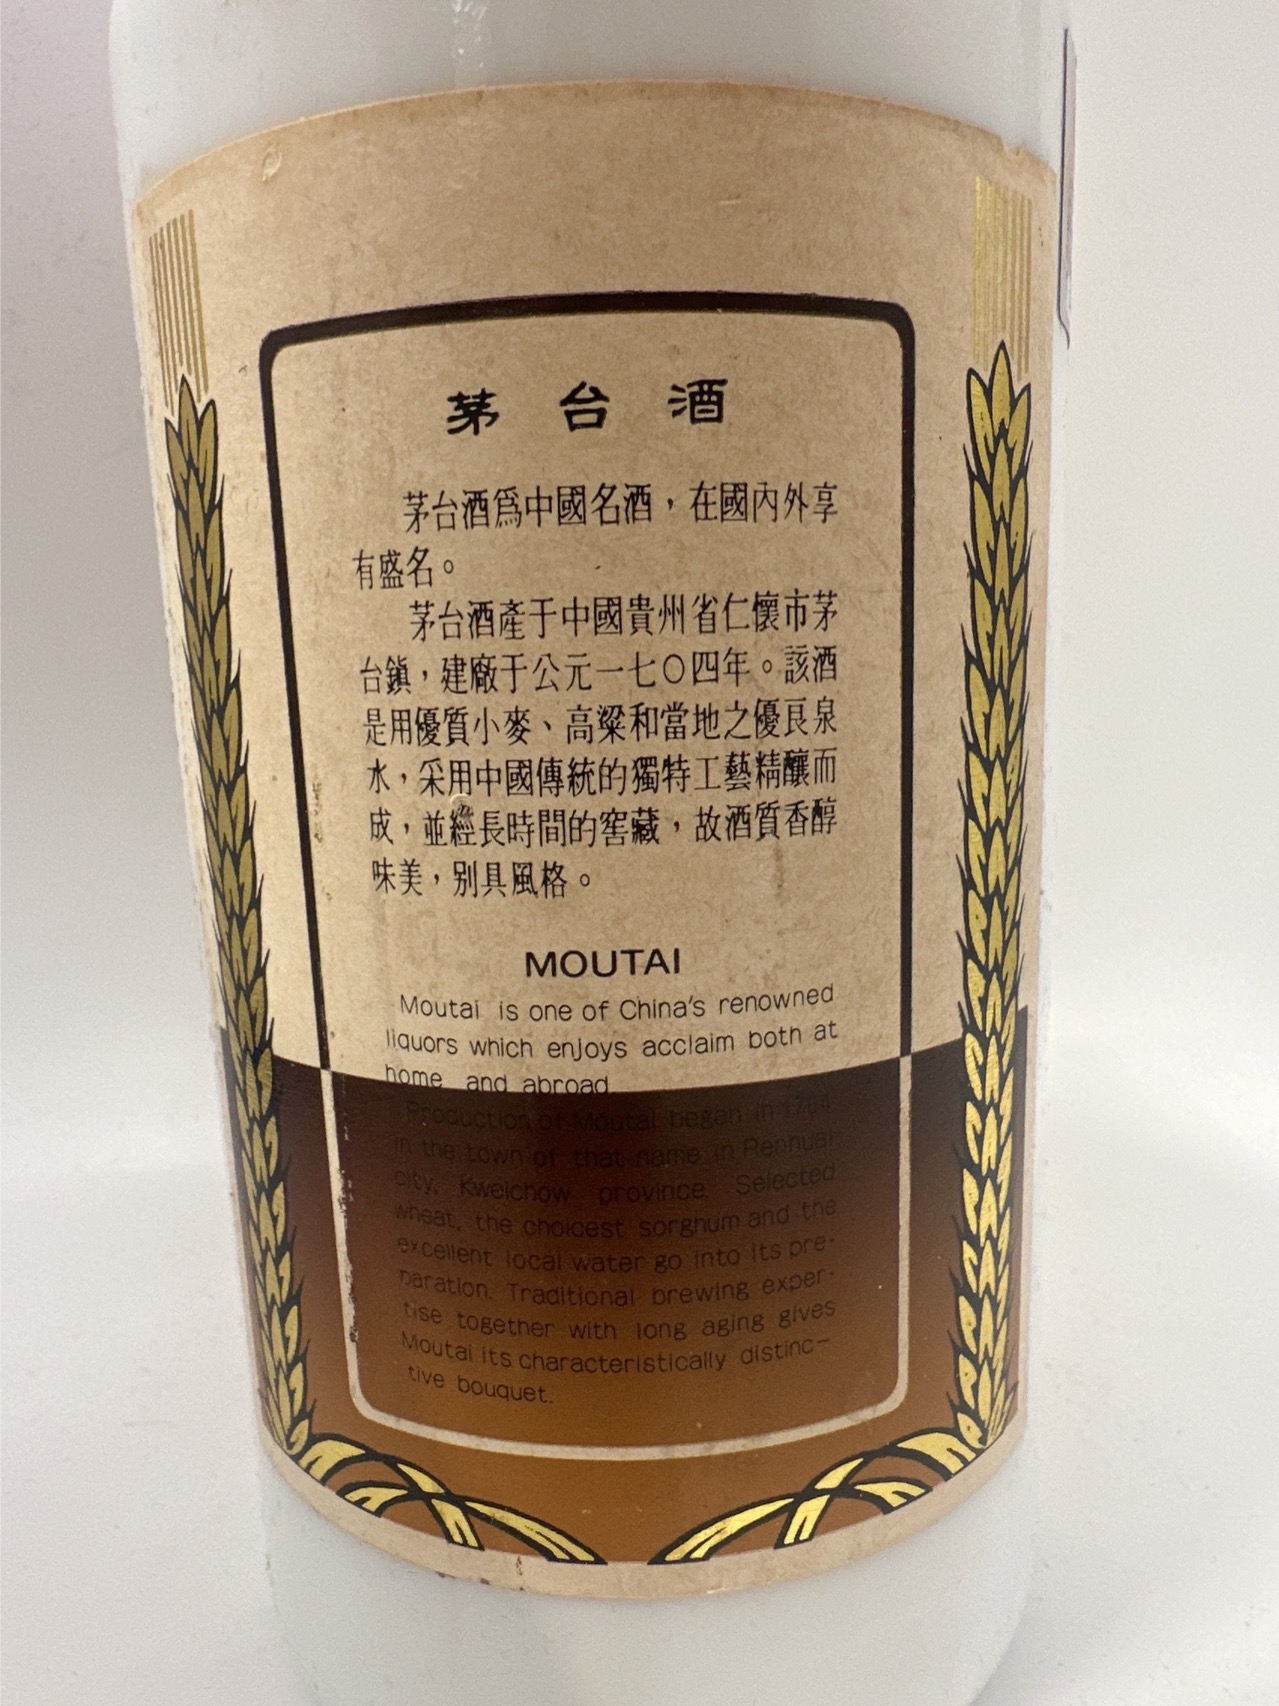 茅台酒
茅台酒爲中國名酒，在國內外享
有盛名。
茅台酒產于中國貴州省仁懷市茅
台鎮，建廠于公元一七〇四年。該酒
是用優質小麥、高粱和當地之優良泉
水，采用中國傳統的獨特工藝精釀而
成，並經長時間的窖藏，故酒質香醇
味美，别具風格。
MOUTAI
Moutai is one of China's renowned
liquors which enjoys acclaim both at
home and abroad.
Production of Moutai began in 1704
in the town of that name in Renhuai
city, Kweichow province. Selected
wheat, the choicest sorghum and the
excellent local water go into its pre-
paration. Traditional brewing exper-
tise together with long aging gives
Moutai its characteristically distinc-
tive bouquet.